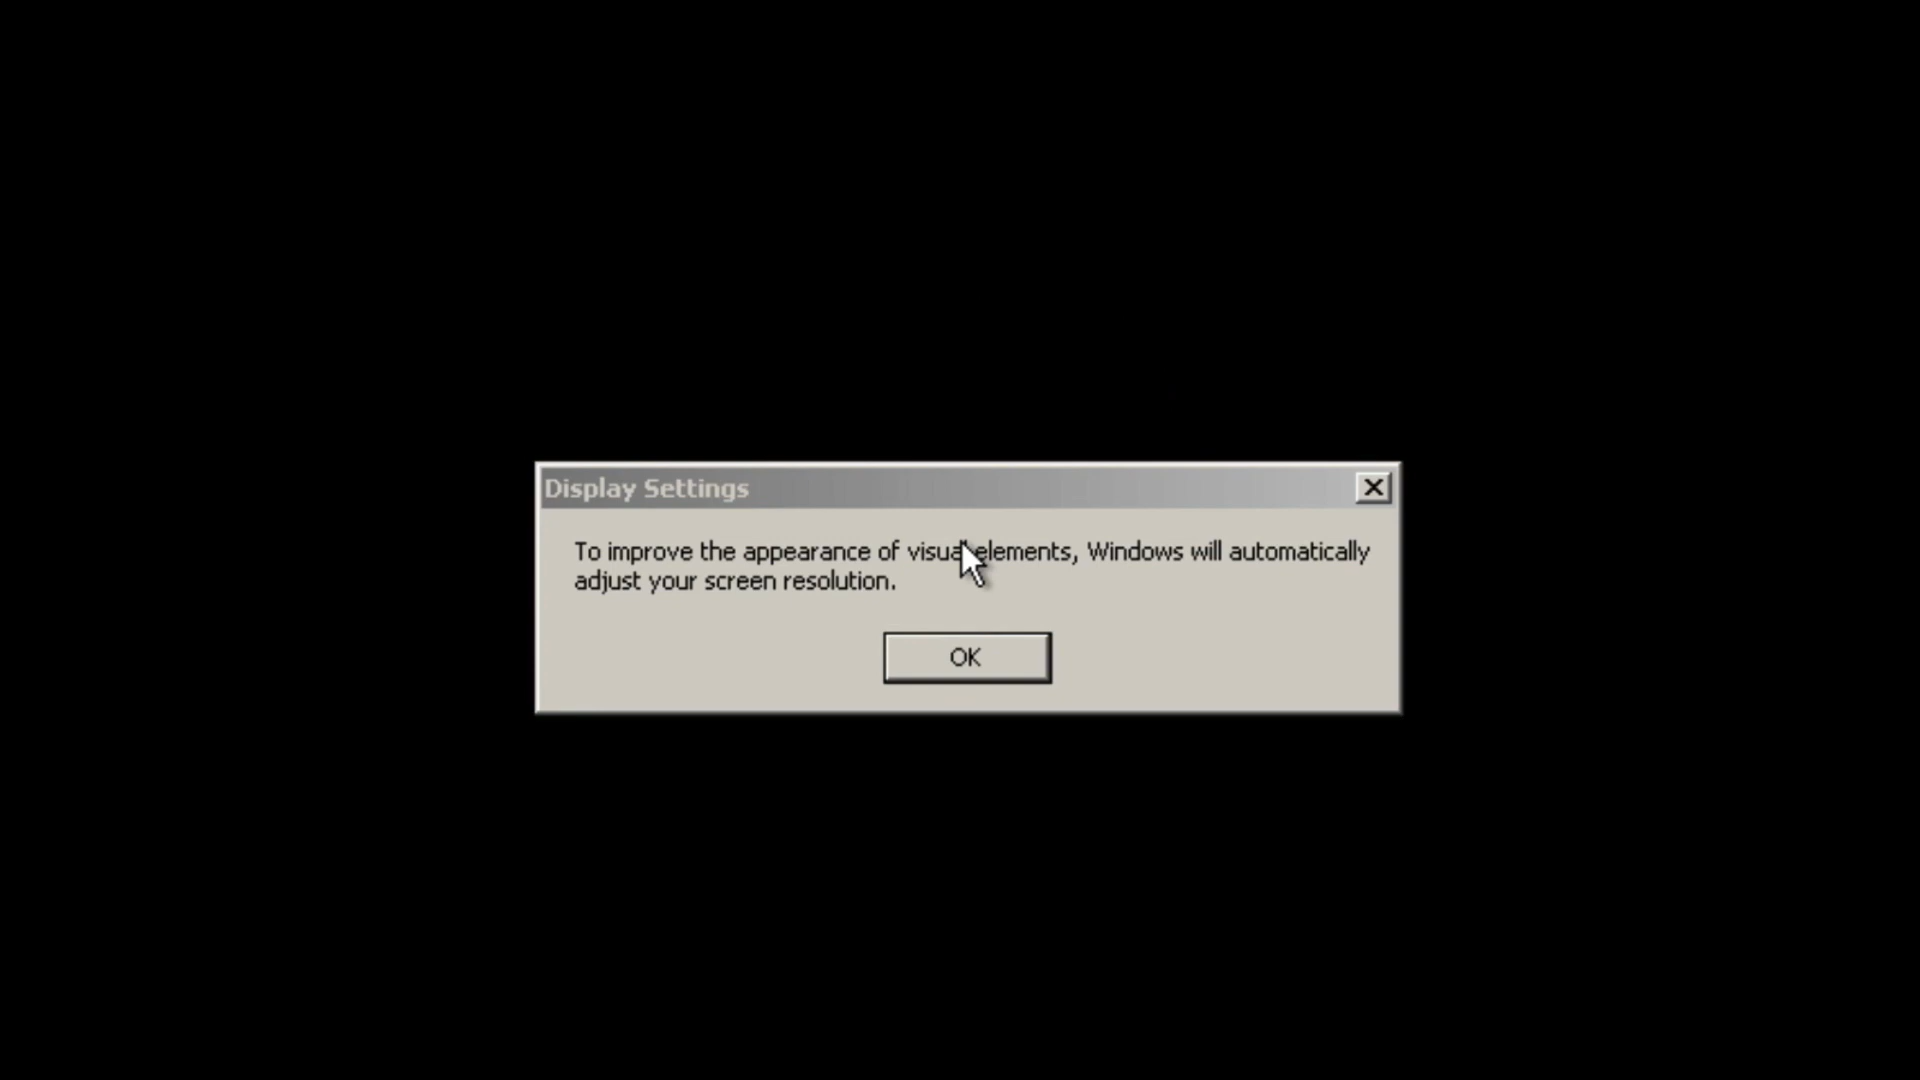 Display Settings
To improve the appearance of visual elements, Windows will automatically
adjust your screen resolution.
OK